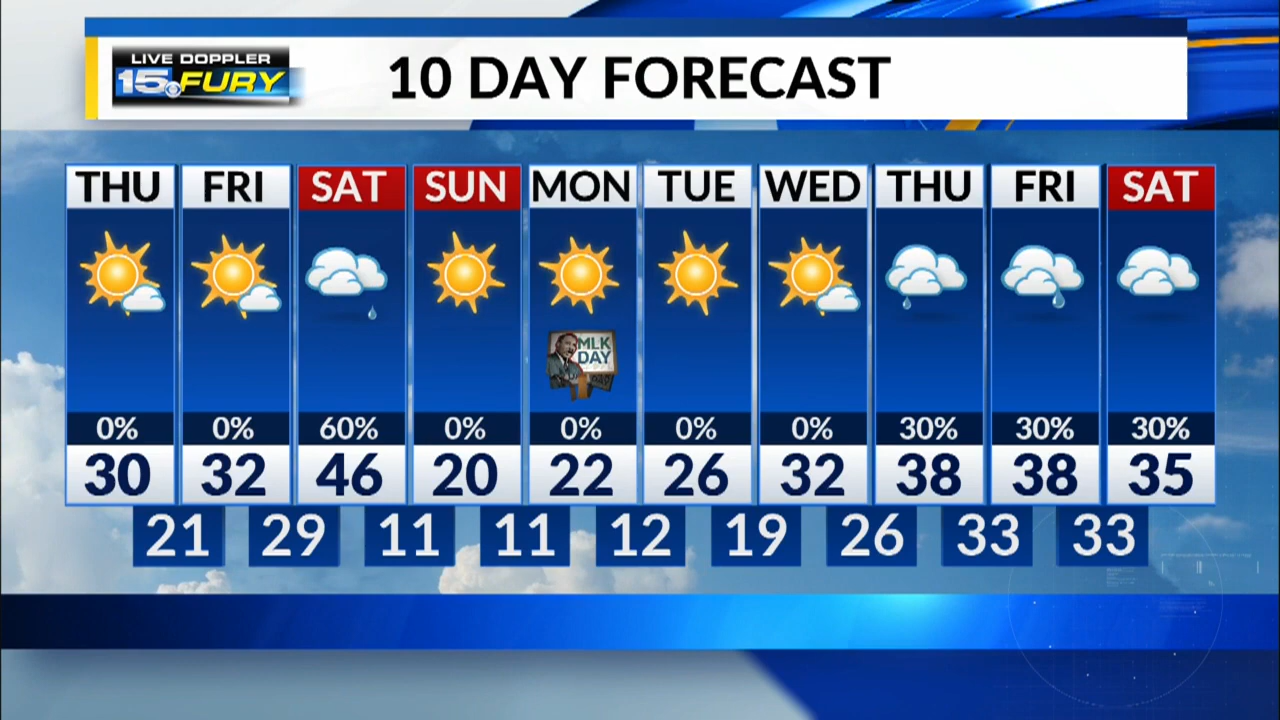 LIVE DOPPLER
15 FURY
10 DAY FORECAST
THU FRI SAT SUN MON TUE WED THU FRI SAT
MLK
DAY
0% 0% 60% 0% 0% 0% 0% 30% 30% 30%
30 32 46 20 22 26 32 38 38 35
21 29 11 11 12 19 26 33 33